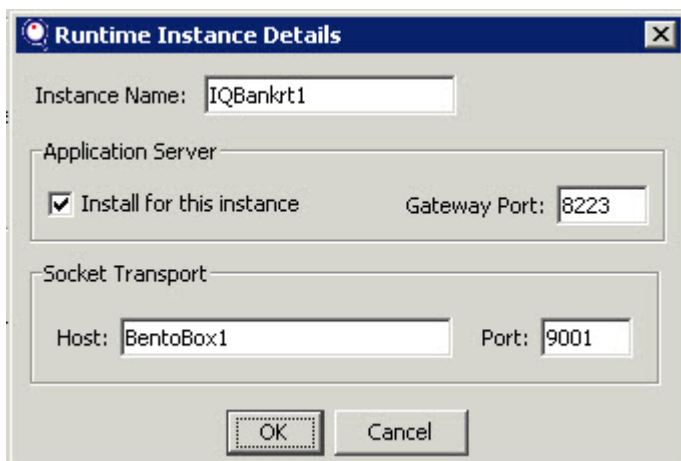 Runtime Instance Details
Instance Name: IQBankrt1
Application Server
Install for this instance Gateway Port: 8223
Socket Transport
Host: BentoBox1 Port: 9001
OK Cancel